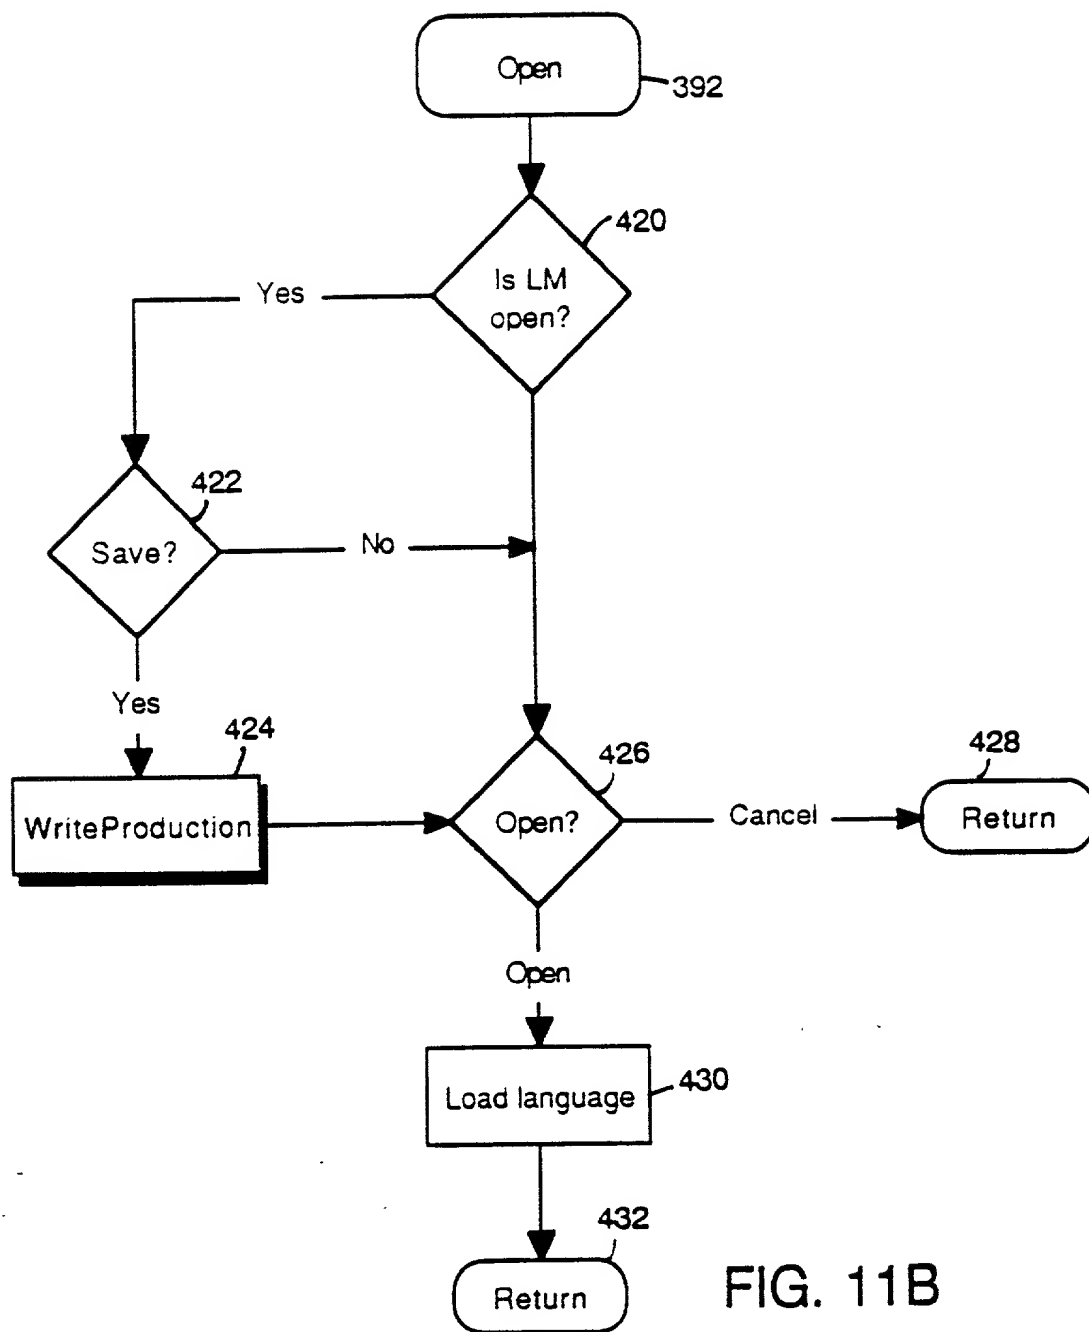 Open
392
420
Is LM
open?
Yes
422
Save?
No
Yes
424
WriteProduction
426
Open?
Cancel
428
Return
Open
Load language
430
432
Return
FIG. 11B